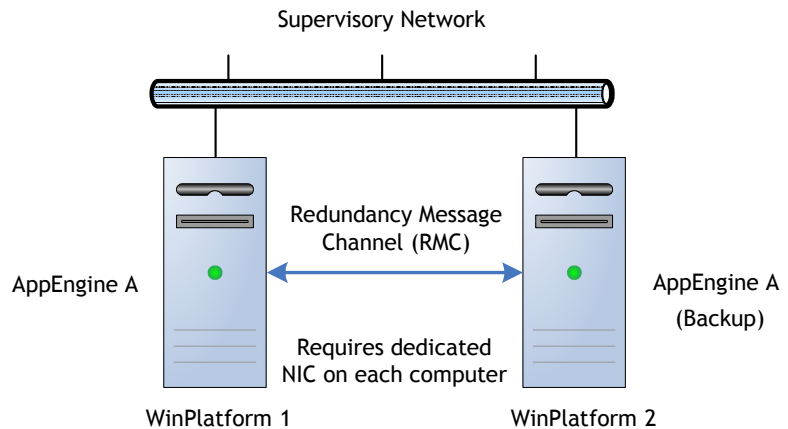 Supervisory Network
Redundancy Message
Channel (RMC)
AppEngine A
AppEngine A
(Backup)
Requires dedicated
NIC on each computer
WinPlatform 1
WinPlatform 2